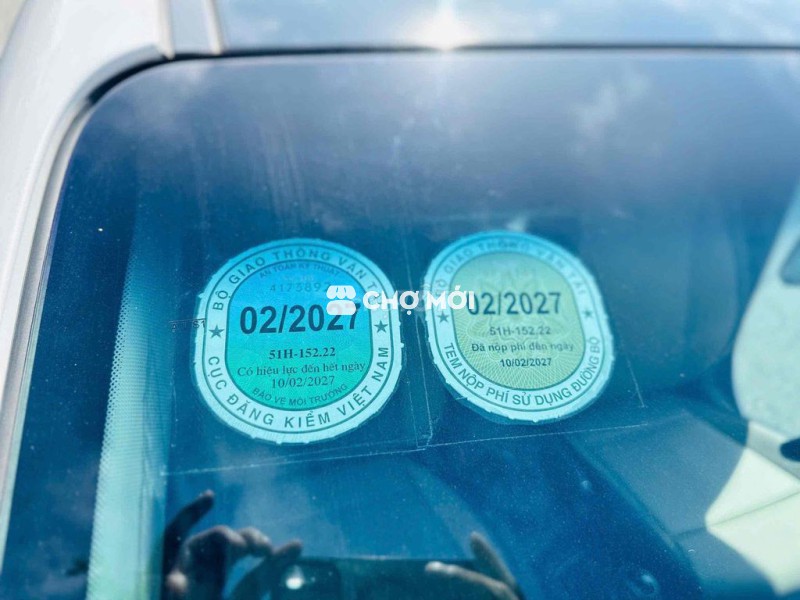 BỘ GIAO THÔNG VẬN T
AN TOÀN KỸ THUẬT
02/2027
51H-152.22
Có hiệu lực đến hết ngày
10/02/2027
BẢO VỆ MÔI TRƯỜNG
CỤC ĐĂNG KIỂM VIỆT NAM
CHỢ MỚI
BỘ GIAO THÔNG VẬN TẢI
02/2027
51H-152.22
Đã nộp phí đến ngày
10/02/2027
TEM NỘP PHÍ SỬ DỤNG ĐƯỜNG BỘ